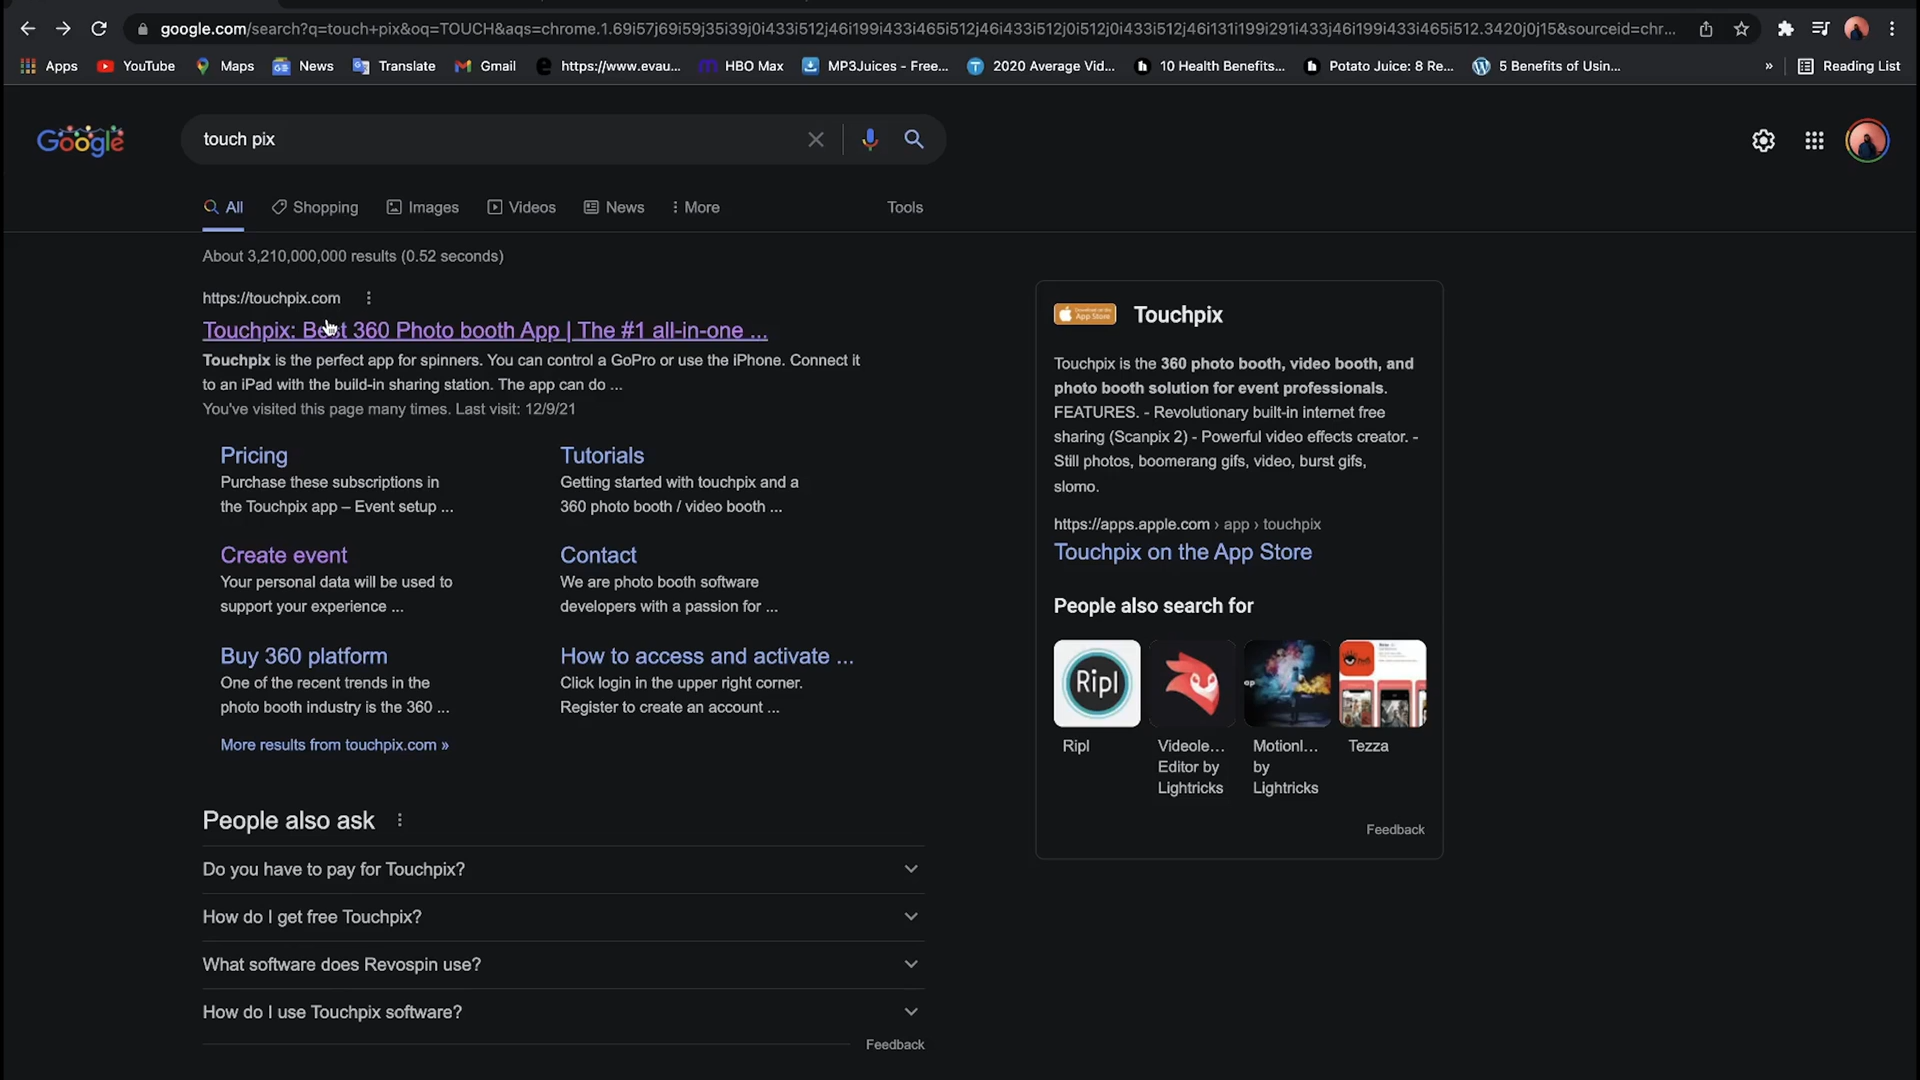 google.com/search?q=touch+pix&oq=TOUCH&aqs=chrome.1.69i57j69i59j35i39j0i433i512j46i199i433i465i512j46i433i512j0i512j0i433i512j46i131i199i291i433j46i199i433i465i512.3420j0j15&sourceid=chr...
Apps YouTube Maps News Translate Gmail https://www.evau... HBO Max MP3Juices - Free... 2020 Average Vid... 10 Health Benefits... Potato Juice: 8 Re... 5 Benefits of Usin... » Reading List
Google touch pix
All Shopping Images Videos News More Tools
About 3,210,000,000 results (0.52 seconds)
https://touchpix.com
Touchpix: Best 360 Photo booth App | The #1 all-in-one ...
Touchpix is the perfect app for spinners. You can control a GoPro or use the iPhone. Connect it
to an iPad with the build-in sharing station. The app can do ...
You've visited this page many times. Last visit: 12/9/21
Pricing
Purchase these subscriptions in
the Touchpix app – Event setup ...
Tutorials
Getting started with touchpix and a
360 photo booth / video booth ...
Create event
Your personal data will be used to
support your experience ...
Contact
We are photo booth software
developers with a passion for ...
Buy 360 platform
One of the recent trends in the
photo booth industry is the 360 ...
How to access and activate ...
Click login in the upper right corner.
Register to create an account ...
More results from touchpix.com »
People also ask
Do you have to pay for Touchpix?
How do I get free Touchpix?
What software does Revospin use?
How do I use Touchpix software?
Feedback
App Store
Touchpix
Touchpix is the 360 photo booth, video booth, and
photo booth solution for event professionals.
FEATURES. - Revolutionary built-in internet free
sharing (Scanpix 2) - Powerful video effects creator. -
Still photos, boomerang gifs, video, burst gifs,
slomo.
https://apps.apple.com › app › touchpix
Touchpix on the App Store
People also search for
Ripl
Ripl
Videole...
Editor by
Lightricks
Motionl...
by
Lightricks
Tezza
Feedback